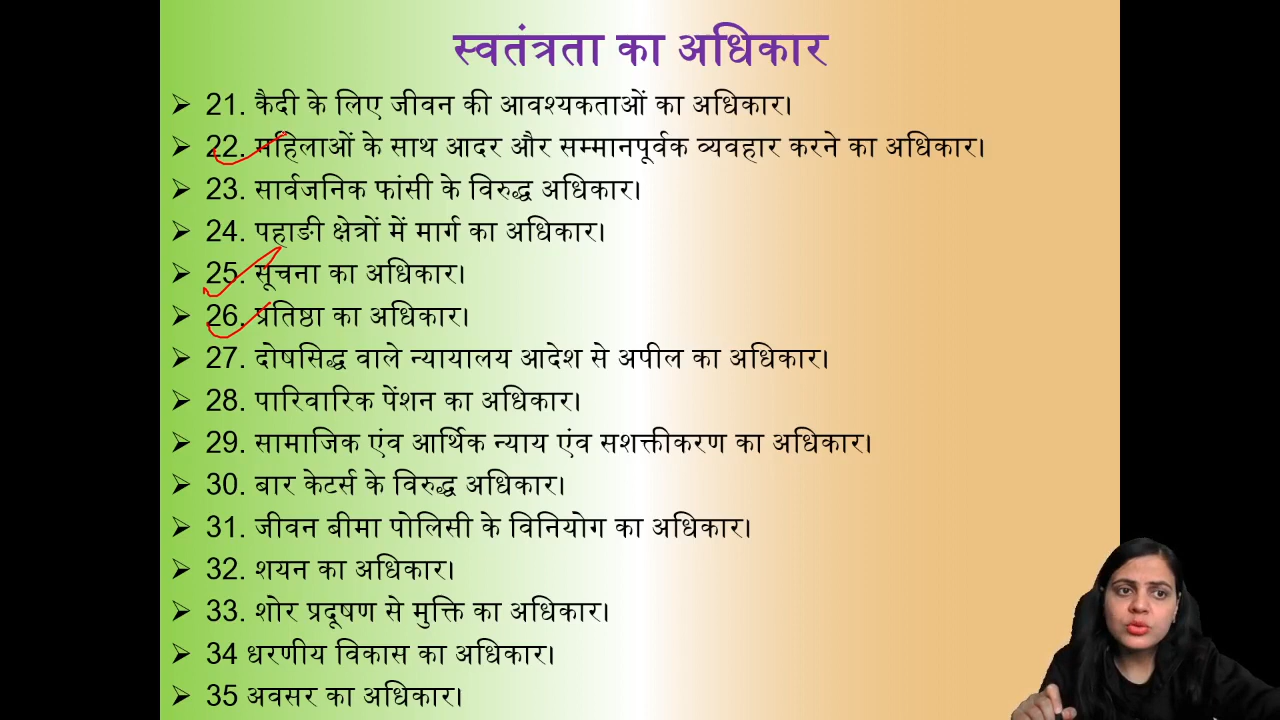 स्वतंत्रता का अधिकार
➢ 21. कैदी के लिए जीवन की आवश्यकताओं का अधिकार।
➢ 22. महिलाओं के साथ आदर और सम्मानपूर्वक व्यवहार करने का अधिकार।
➢ 23. सार्वजनिक फांसी के विरुद्ध अधिकार।
➢ 24. पहाङी क्षेत्रों में मार्ग का अधिकार।
➢ 25. सूचना का अधिकार।
➢ 26. प्रतिष्ठा का अधिकार।
➢ 27. दोषसिद्ध वाले न्यायालय आदेश से अपील का अधिकार।
➢ 28. पारिवारिक पेंशन का अधिकार।
➢ 29. सामाजिक एंव आर्थिक न्याय एंव सशक्तीकरण का अधिकार।
➢ 30. बार केटर्स के विरुद्ध अधिकार।
➢ 31. जीवन बीमा पोलिसी के विनियोग का अधिकार।
➢ 32. शयन का अधिकार।
➢ 33. शोर प्रदूषण से मुक्ति का अधिकार।
➢ 34 धरणीय विकास का अधिकार।
➢ 35 अवसर का अधिकार।